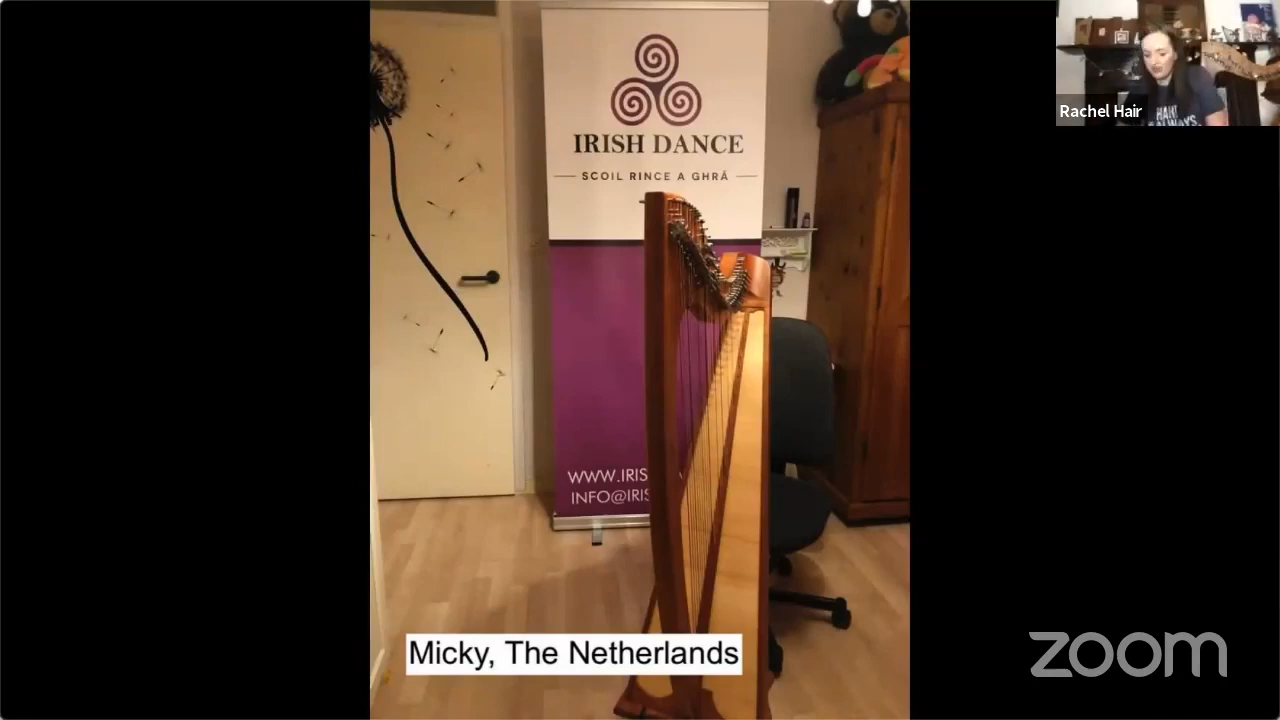 IRISH DANCE
SCOIL RINCE A GHRÁ
WWW.IRIS
INFO@IRIS
Micky, The Netherlands
Rachel Hair
zoom